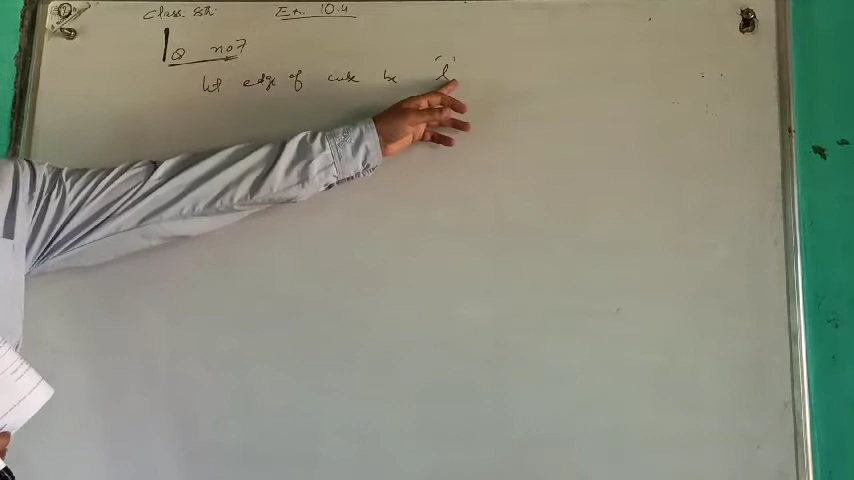 Class. 8th Ex. 10.4
Q no 7
let edge of cube be 'l'